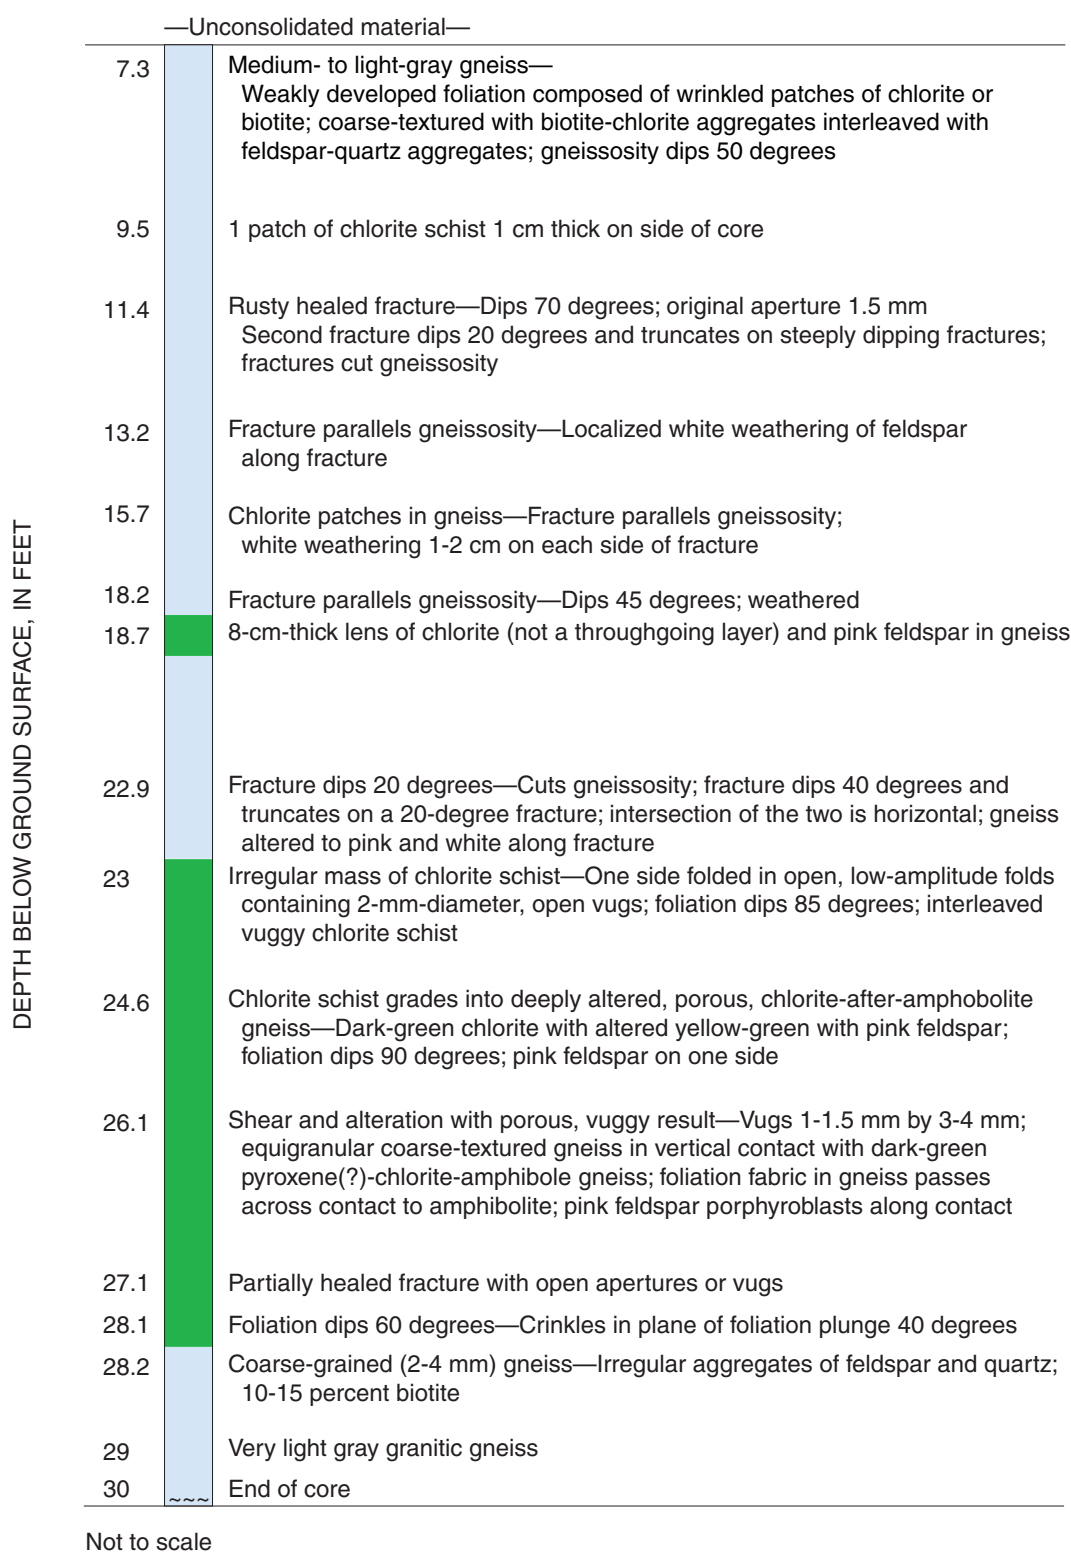 —Unconsolidated material—
7.3 Medium- to light-gray gneiss—
Weakly developed foliation composed of wrinkled patches of chlorite or
biotite; coarse-textured with biotite-chlorite aggregates interleaved with
feldspar-quartz aggregates; gneissosity dips 50 degrees
9.5 1 patch of chlorite schist 1 cm thick on side of core
11.4 Rusty healed fracture—Dips 70 degrees; original aperture 1.5 mm
Second fracture dips 20 degrees and truncates on steeply dipping fractures;
fractures cut gneissosity
13.2 Fracture parallels gneissosity—Localized white weathering of feldspar
along fracture
15.7 Chlorite patches in gneiss—Fracture parallels gneissosity;
white weathering 1-2 cm on each side of fracture
18.2 Fracture parallels gneissosity—Dips 45 degrees; weathered
18.7 8-cm-thick lens of chlorite (not a throughgoing layer) and pink feldspar in gneiss
22.9 Fracture dips 20 degrees—Cuts gneissosity; fracture dips 40 degrees and
truncates on a 20-degree fracture; intersection of the two is horizontal; gneiss
altered to pink and white along fracture
23 Irregular mass of chlorite schist—One side folded in open, low-amplitude folds
containing 2-mm-diameter, open vugs; foliation dips 85 degrees; interleaved
vuggy chlorite schist
24.6 Chlorite schist grades into deeply altered, porous, chlorite-after-amphobolite
gneiss—Dark-green chlorite with altered yellow-green with pink feldspar;
foliation dips 90 degrees; pink feldspar on one side
26.1 Shear and alteration with porous, vuggy result—Vugs 1-1.5 mm by 3-4 mm;
equigranular coarse-textured gneiss in vertical contact with dark-green
pyroxene(?)-chlorite-amphibole gneiss; foliation fabric in gneiss passes
across contact to amphibolite; pink feldspar porphyroblasts along contact
27.1 Partially healed fracture with open apertures or vugs
28.1 Foliation dips 60 degrees—Crinkles in plane of foliation plunge 40 degrees
28.2 Coarse-grained (2-4 mm) gneiss—Irregular aggregates of feldspar and quartz;
10-15 percent biotite
29 Very light gray granitic gneiss
30 ~~~ End of core
DEPTH BELOW GROUND SURFACE, IN FEET
Not to scale